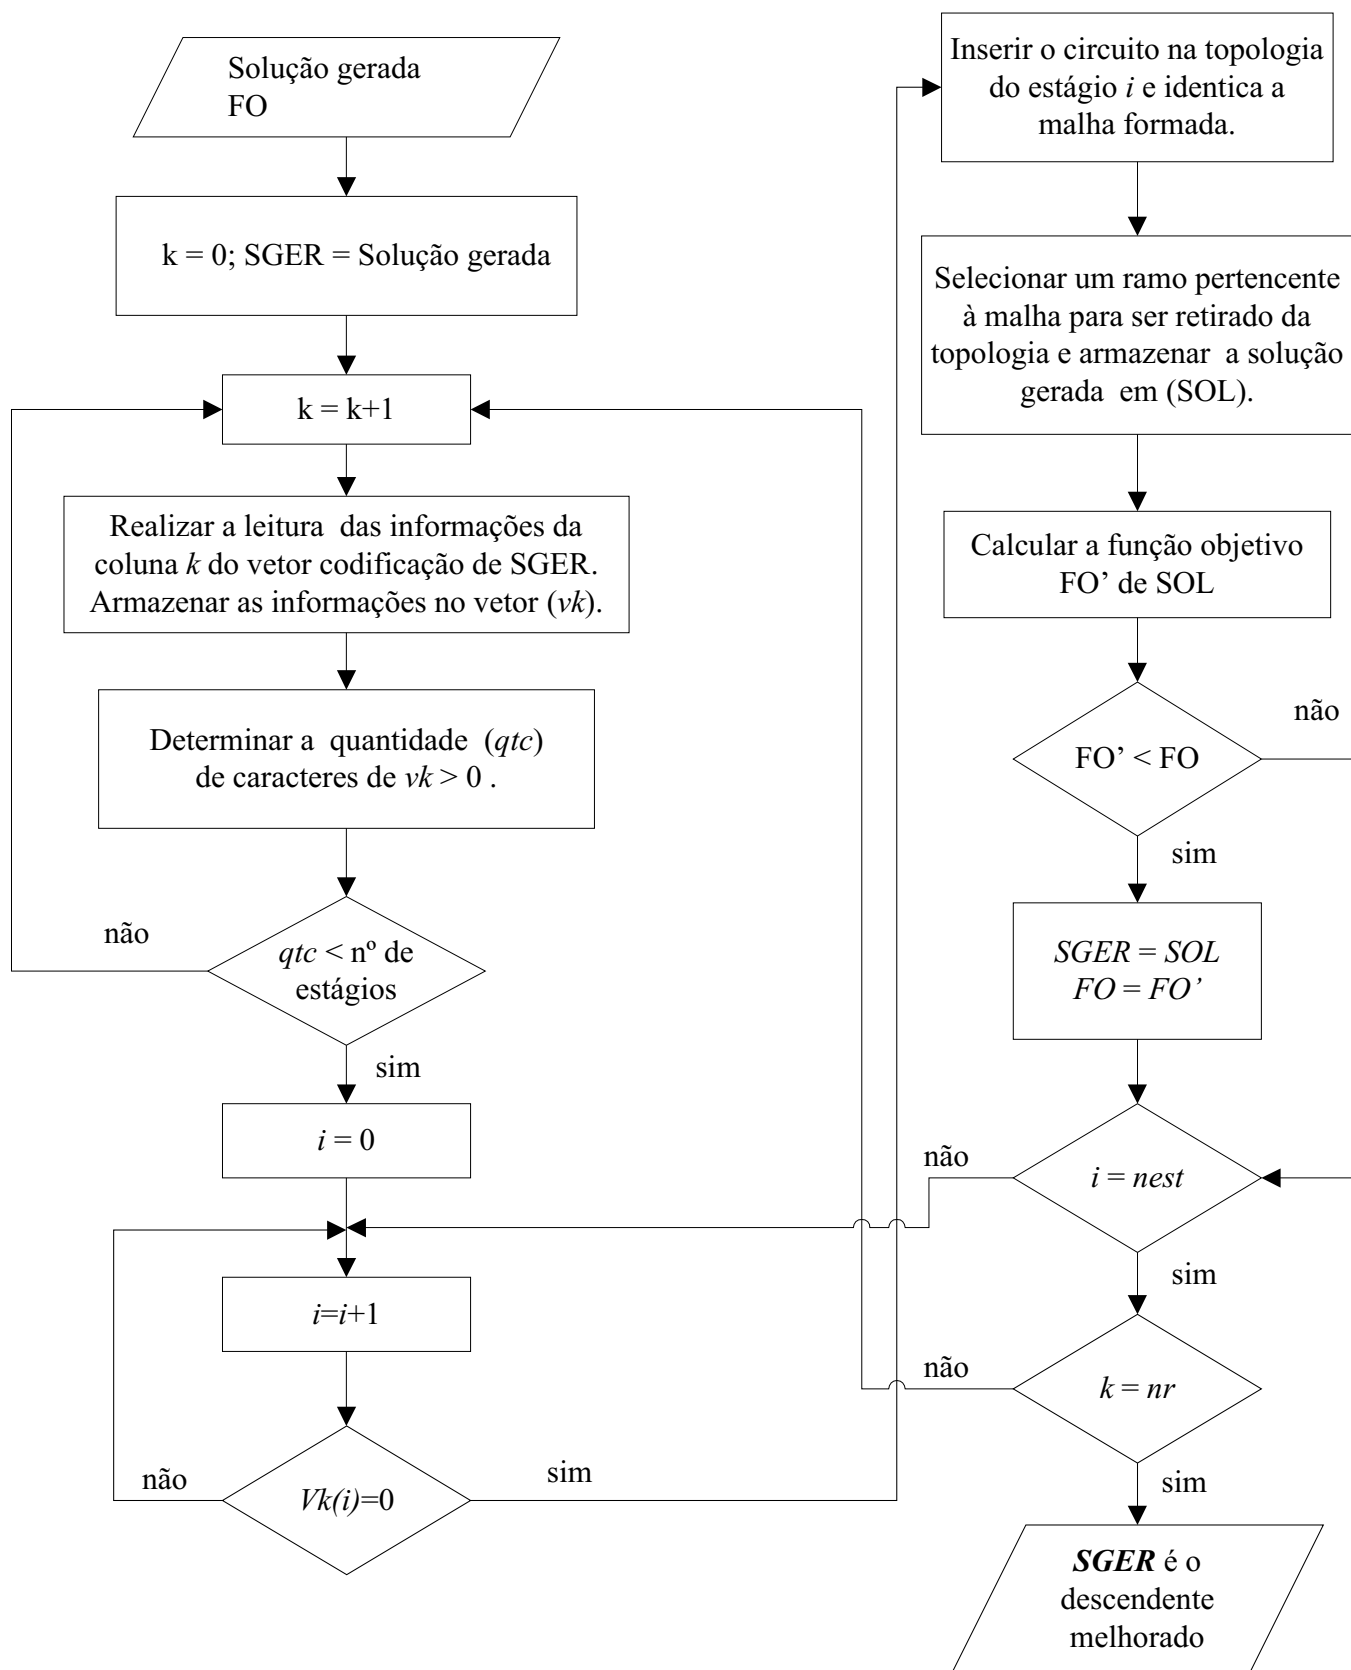 Solução gerada
FO
k = 0; SGER = Solução gerada
k = k+1
Realizar a leitura das informações da
coluna k do vetor codificação de SGER.
Armazenar as informações no vetor (vk).
Determinar a quantidade (qtc)
de caracteres de vk > 0 .
não
qtc < nº de
estágios
sim
i = 0
i=i+1
não
Vk(i)=0
sim
Inserir o circuito na topologia
do estágio i e identica a
malha formada.
Selecionar um ramo pertencente
à malha para ser retirado da
topologia e armazenar a solução
gerada em (SOL).
Calcular a função objetivo
FO’ de SOL
não
FO’ < FO
sim
SGER = SOL
FO = FO’
não
i = nest
sim
não
k = nr
sim
SGER é o
descendente
melhorado